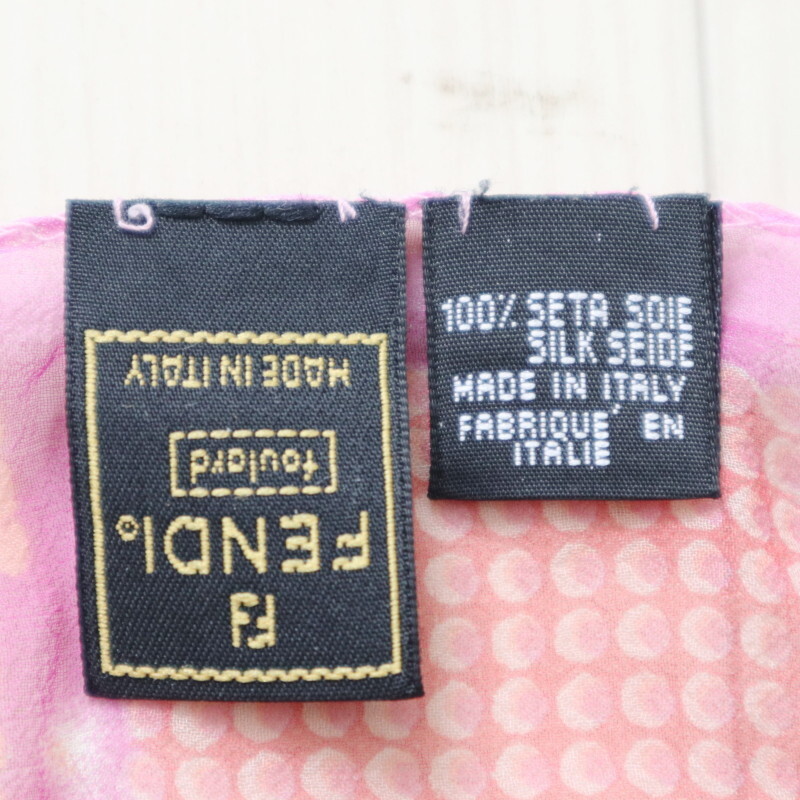 FF
FENDI®
foulard
MADE IN ITALY
100% SETA SOIE
SILK SEIDE
MADE IN ITALY
FABRIQUE' EN
ITALIE